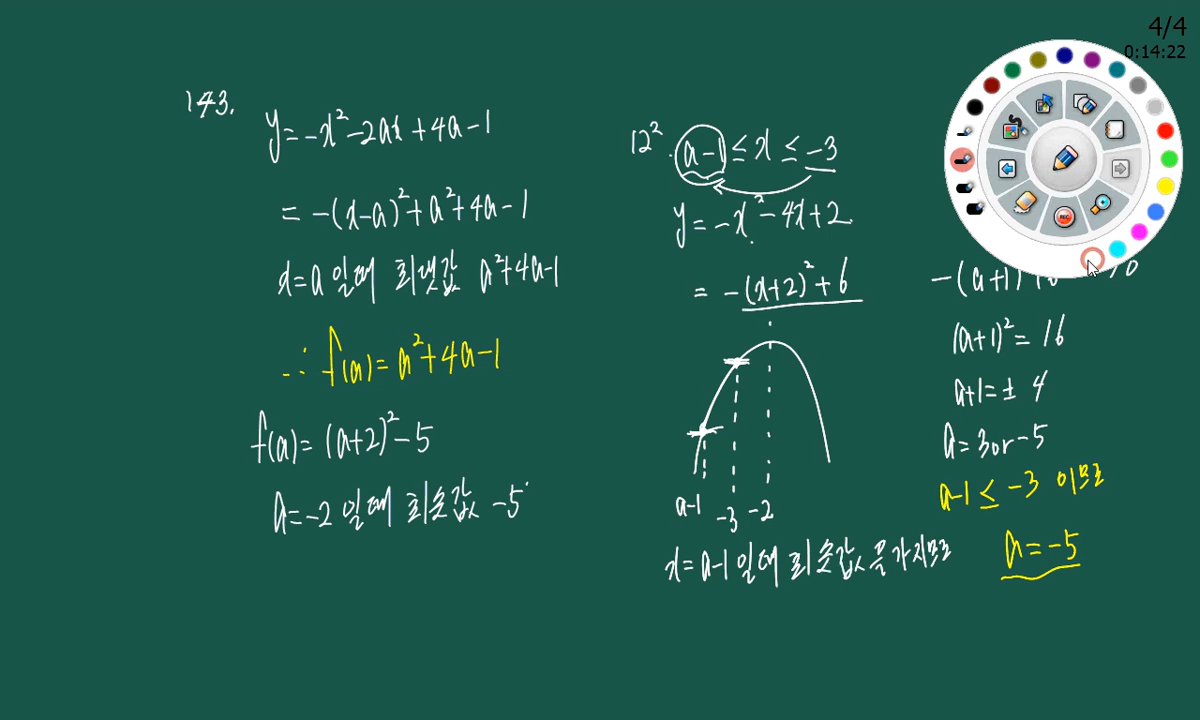 4/4
0:14:22
143.
y = -x² - 2ax + 4a - 1
= -(x-a)² + a² + 4a - 1
x = a 일때 최댓값 a² + 4a - 1
∴ f(a) = a² + 4a - 1
f(a) = (a+2)² - 5
a = -2 일때 최솟값 -5
12²
a-1 ≤ x ≤ -3
y = -x² - 4x + 2
= -(x+2)² + 6
a-1 -3 -2
x = a-1 일때 최솟값을 가지므로
(a+1)² = 16
a+1 = ± 4
a = 3 or -5
a-1 ≤ -3 이므로
a = -5
REC